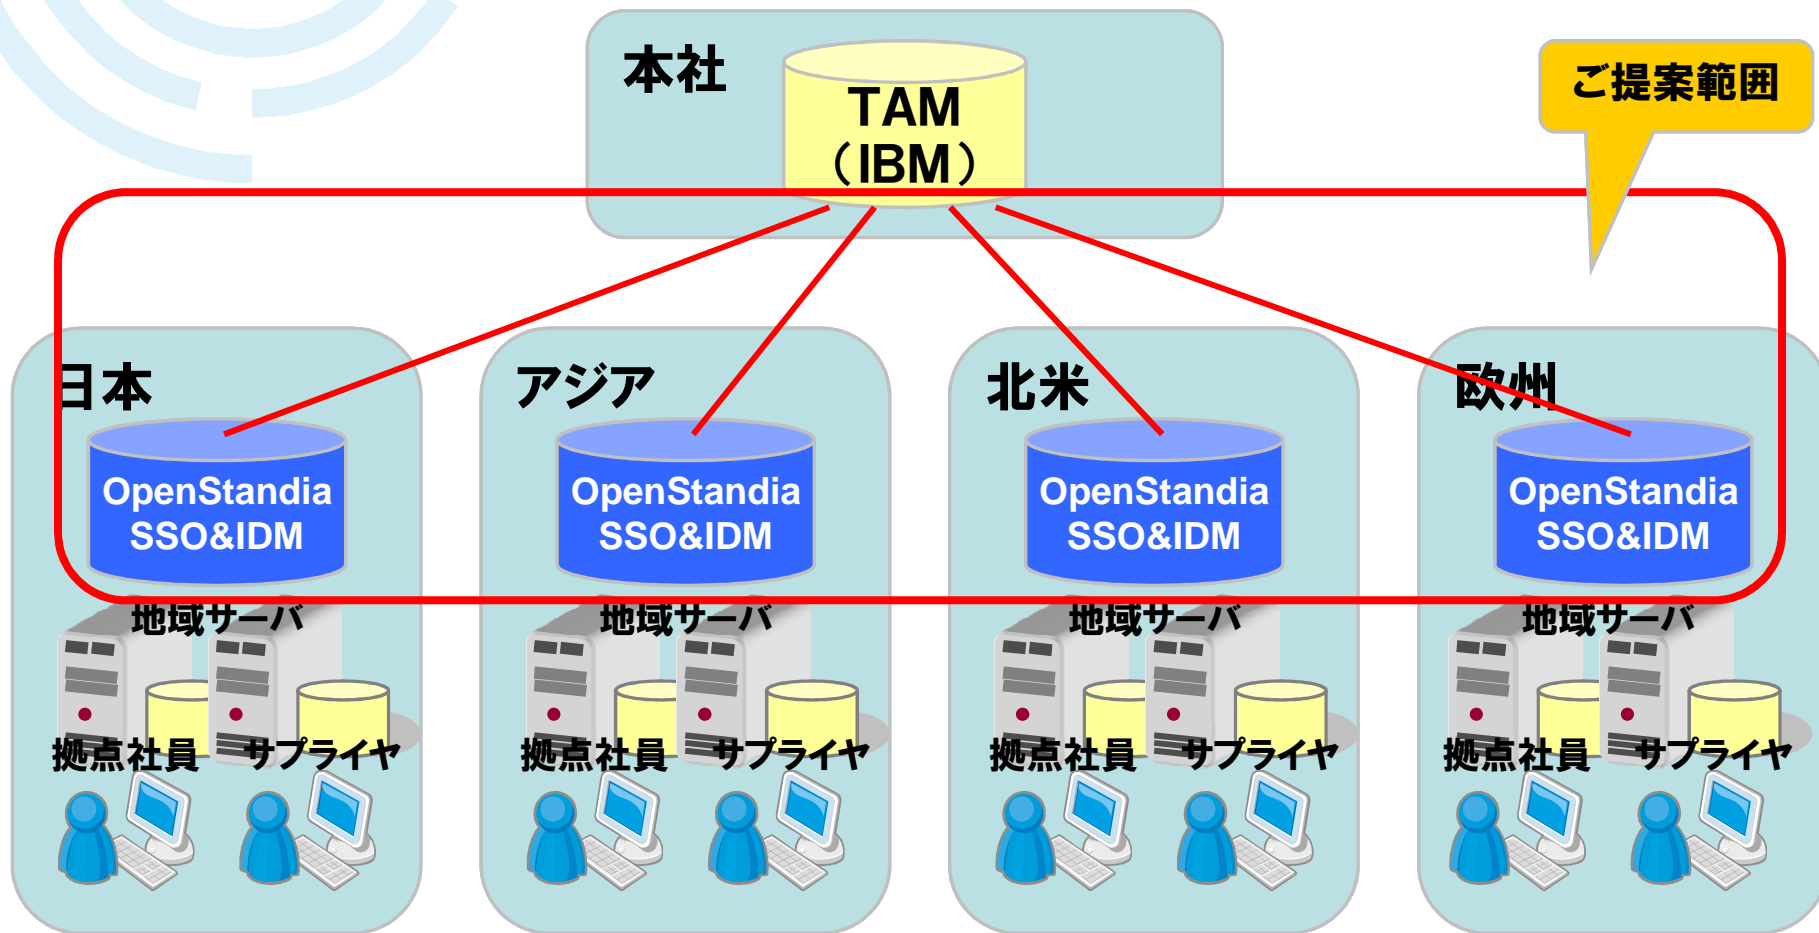 本社
TAM
（IBM）
ご提案範囲
日本
OpenStandia
SSO&IDM
地域サーバ
拠点社員
サプライヤ
アジア
OpenStandia
SSO&IDM
地域サーバ
拠点社員
サプライヤ
北米
OpenStandia
SSO&IDM
地域サーバ
拠点社員
サプライヤ
欧州
OpenStandia
SSO&IDM
地域サーバ
拠点社員
サプライヤ